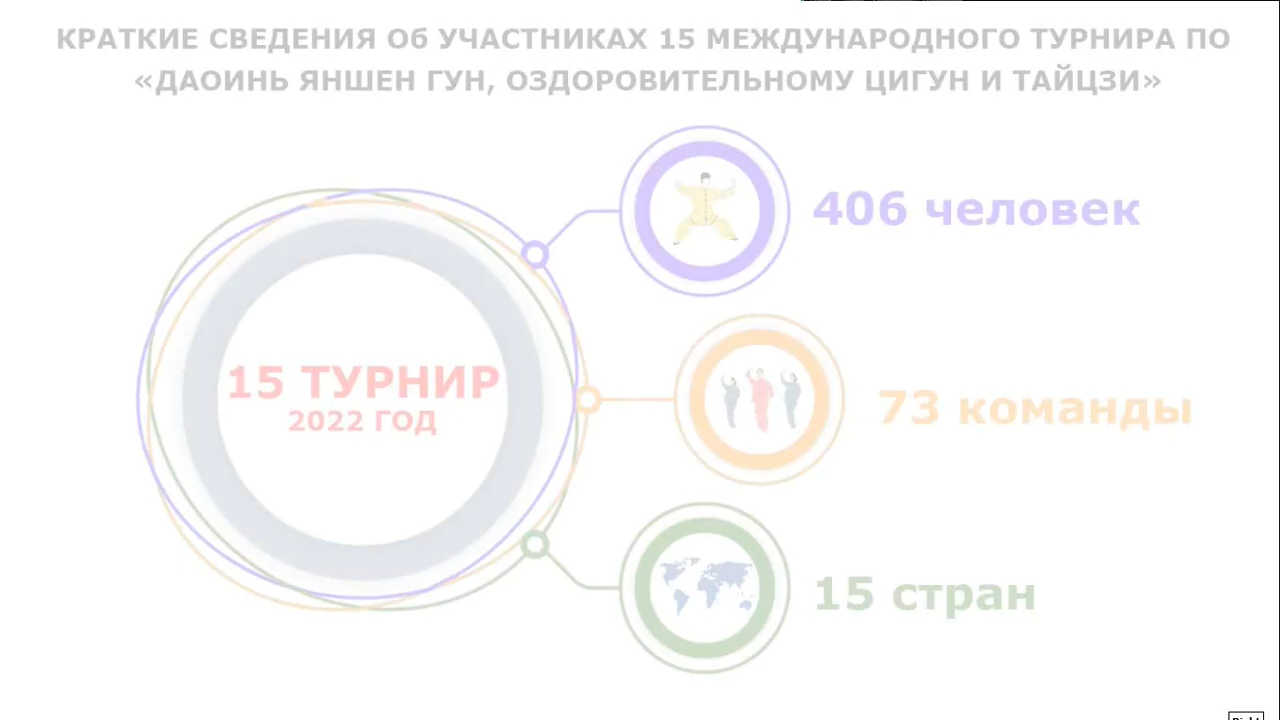 КРАТКИЕ СВЕДЕНИЯ Об УЧАСТНИКАХ 15 МЕЖДУНАРОДНОГО ТУРНИРА ПО
«ДАОИНЬ ЯНШЕН ГУН, ОЗДОРОВИТЕЛЬНОМУ ЦИГУН И ТАЙЦЗИ»
406 человек
15 ТУРНИР
2022 ГОД
73 команды
15 стран